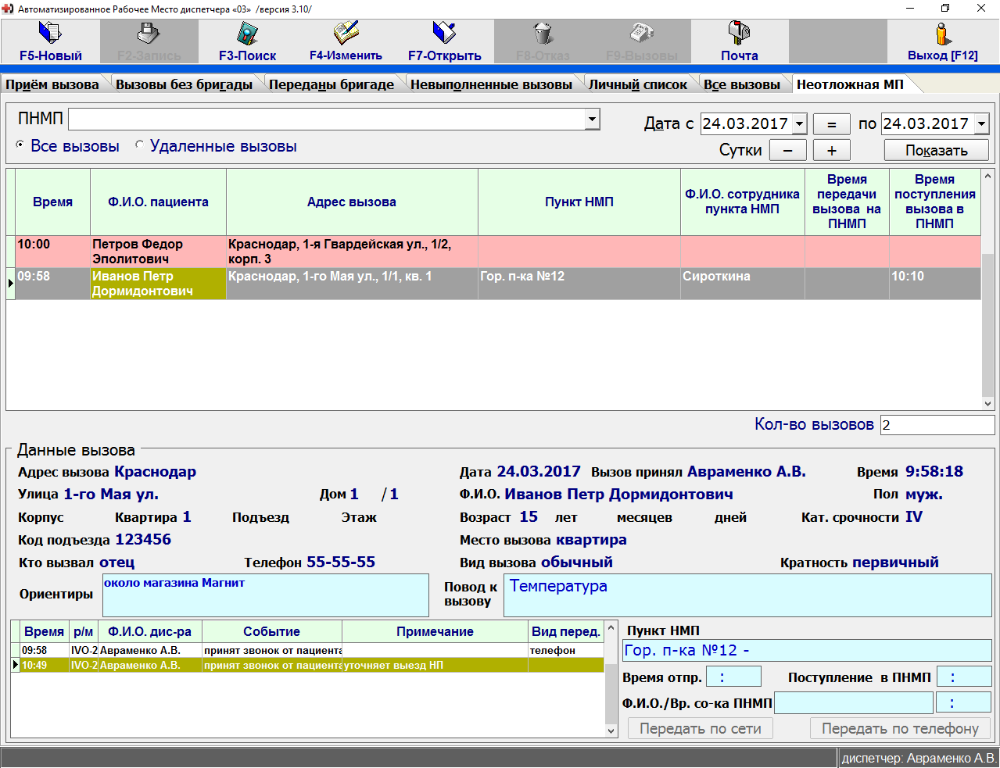 Автоматизированное Рабочее Место диспетчера «03» /версия 3.10/
F5-Новый F2-Запись F3-Поиск F4-Изменить F7-Открыть F8-Отказ F9-Вызовы Почта Выход [F12]
Приём вызова Вызовы без бригады Переданы бригаде Невыполненные вызовы Личный список Все вызовы Неотложная МП
ПНМП Дата с 24.03.2017 = по 24.03.2017
Все вызовы Удаленные вызовы Сутки – + Показать
Время Ф.И.О. пациента Адрес вызова Пункт НМП Ф.И.О. сотрудника пункта НМП Время передачи вызова на ПНМП Время поступления вызова в ПНМП
10:00 Петров Федор Эполитович Краснодар, 1-я Гвардейская ул., 1/2, корп. 3
09:58 Иванов Петр Дормидонтович Краснодар, 1-го Мая ул., 1/1, кв. 1 Гор. п-ка №12 Сироткина 10:10
Кол-во вызовов 2
Данные вызова
Адрес вызова Краснодар Дата 24.03.2017 Вызов принял Авраменко А.В. Время 9:58:18
Улица 1-го Мая ул. Дом 1 / 1 Ф.И.О. Иванов Петр Дормидонтович Пол муж.
Корпус Квартира 1 Подъезд Этаж Возраст 15 лет месяцев дней Кат. срочности IV
Код подъезда 123456 Место вызова квартира
Кто вызвал отец Телефон 55-55-55 Вид вызова обычный Кратность первичный
Ориентиры около магазина Магнит Повод к вызову Температура
Время р/м Ф.И.О. дис-ра Событие Примечание Вид перед.
09:58 IVO-2 Авраменко А.В. принят звонок от пациента телефон
10:49 IVO-2 Авраменко А.В. принят звонок от пациента уточняет выезд НП
Пункт НМП
Гор. п-ка №12 -
Время отпр. : Поступление в ПНМП :
Ф.И.О./Вр. со-ка ПНМП :
Передать по сети Передать по телефону
диспетчер: Авраменко А.В.